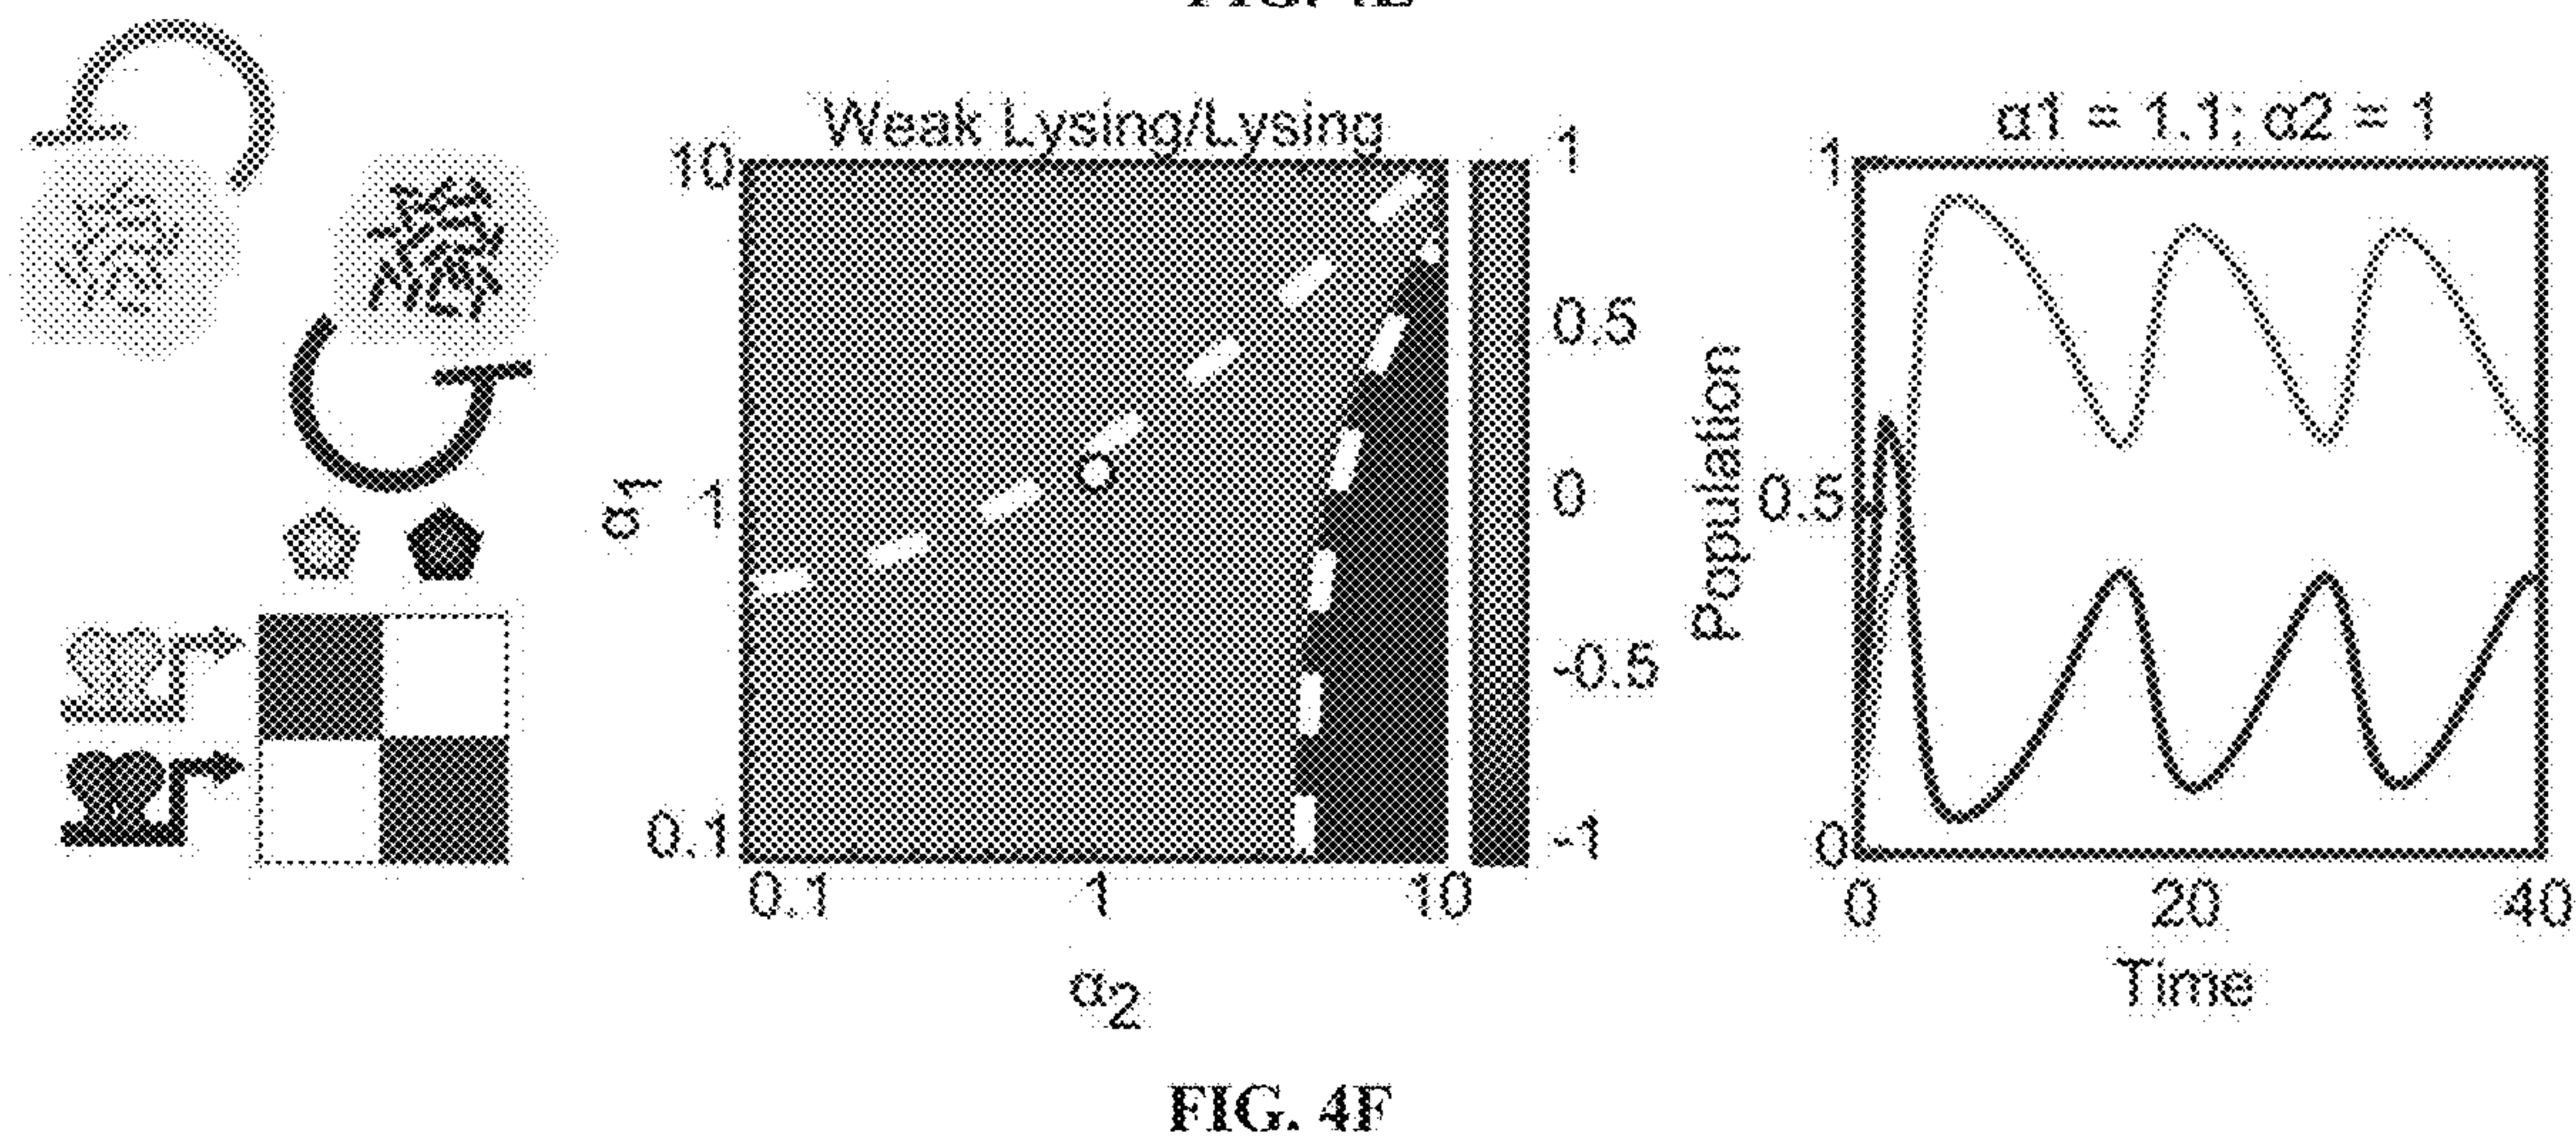 Weak Lysing/Lysing
10
1
0.1
α1
0.1
1
10
α2
1
0.5
0
-0.5
-1
α1 = 1.1; α2 = 1
1
0.5
0
Population
0
20
40
Time
FIG. 4F